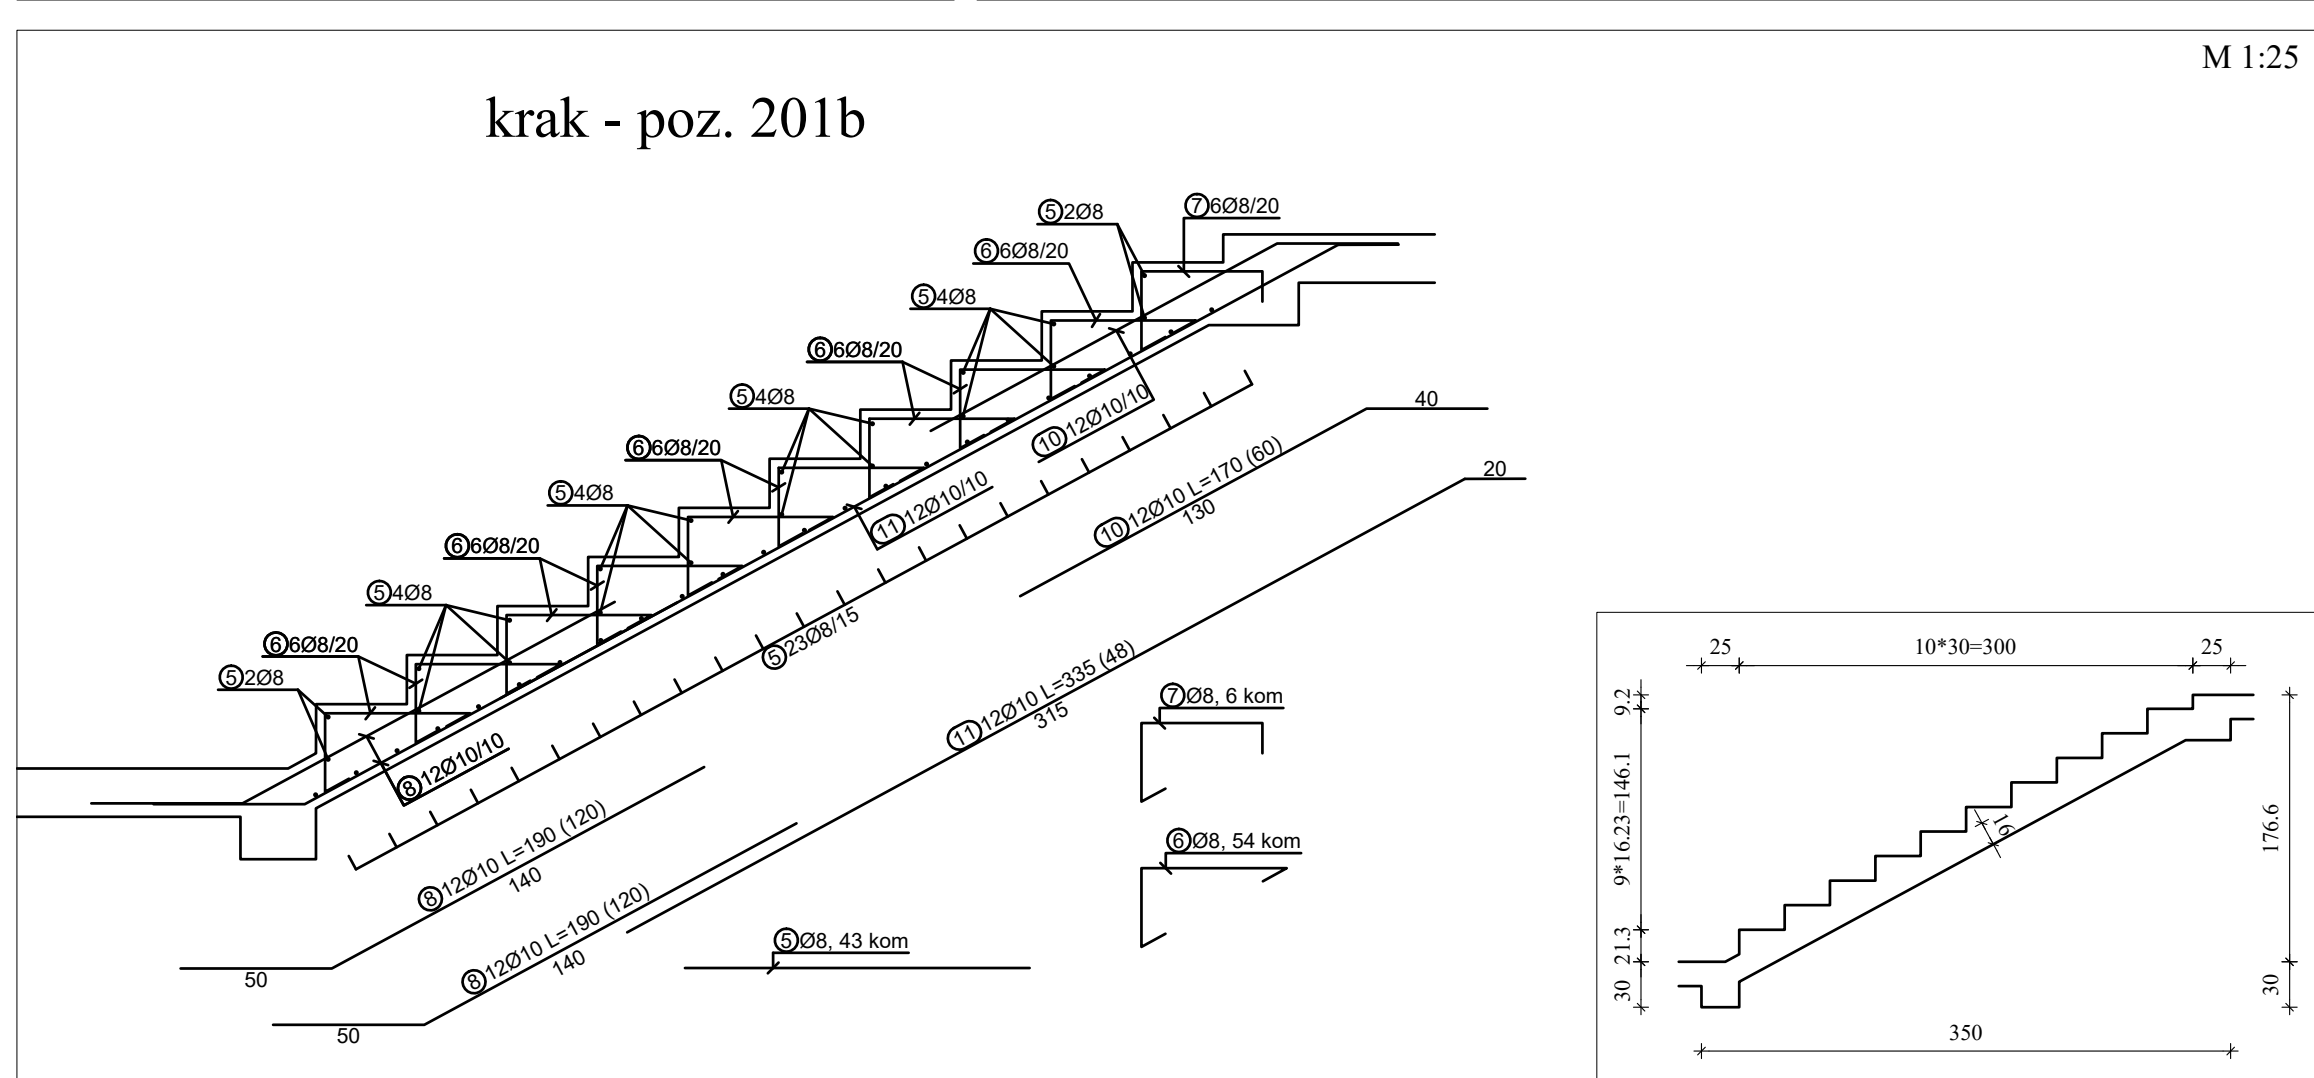 M 1:25
krak - poz. 201b
⑤2Ø8
⑦6Ø8/20
⑥6Ø8/20
⑤4Ø8
⑥6Ø8/20
⑤4Ø8
⑥6Ø8/20
⑤4Ø8
⑥6Ø8/20
⑤4Ø8
⑥6Ø8/20
⑤2Ø8
⑩12Ø10/10
⑪12Ø10/10
⑧12Ø10/10
⑤23Ø8/15
40
⑩12Ø10 L=170 (60)
130
20
⑪12Ø10 L=335 (48)
315
⑧12Ø10 L=190 (120)
140
50
⑧12Ø10 L=190 (120)
140
50
⑦Ø8, 6 kom
⑥Ø8, 54 kom
⑤Ø8, 43 kom
25
10*30=300
25
9.2
9*16.23=146.1
21.3
30
16
176.6
30
350